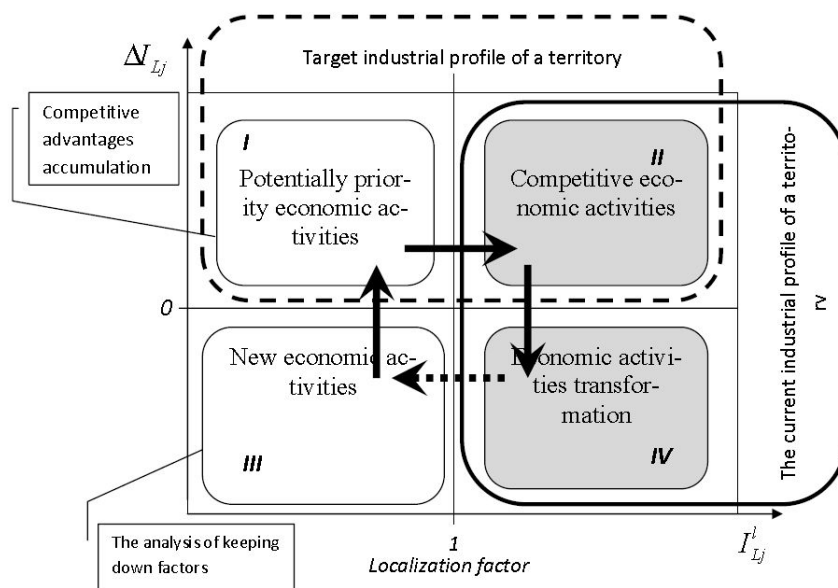 ΔI_Lj
Target industrial profile of a territory
Competitive
advantages
accumulation
I
Potentially prior-
ity economic ac-
tivities
II
Competitive eco-
nomic activities
The current industrial profile of a territo-
rv
0
New economic ac-
tivities
III
Economic activi-
ties transfor-
mation
IV
The analysis of keeping
down factors
1
Localization factor
I^l_Lj